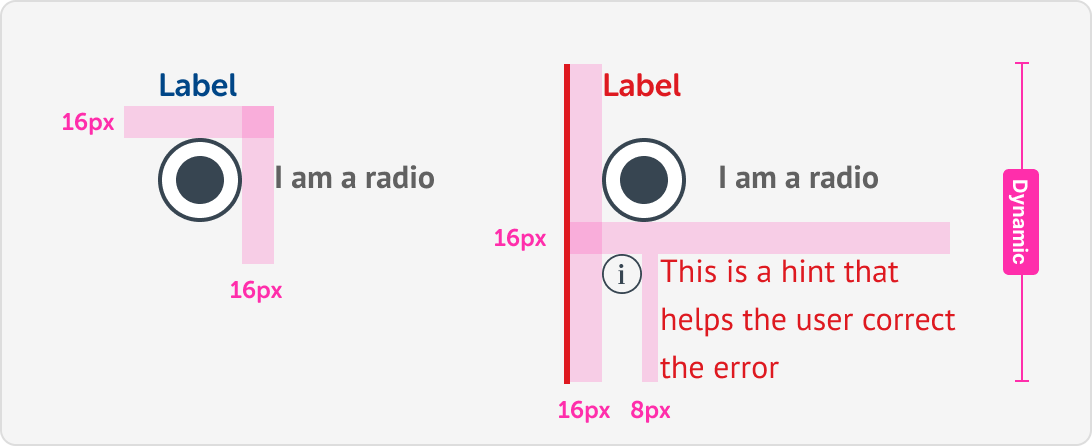 Label
16px
I am a radio
16px
Label
I am a radio
16px
i
This is a hint that
helps the user correct
the error
16px
8px
Dynamic